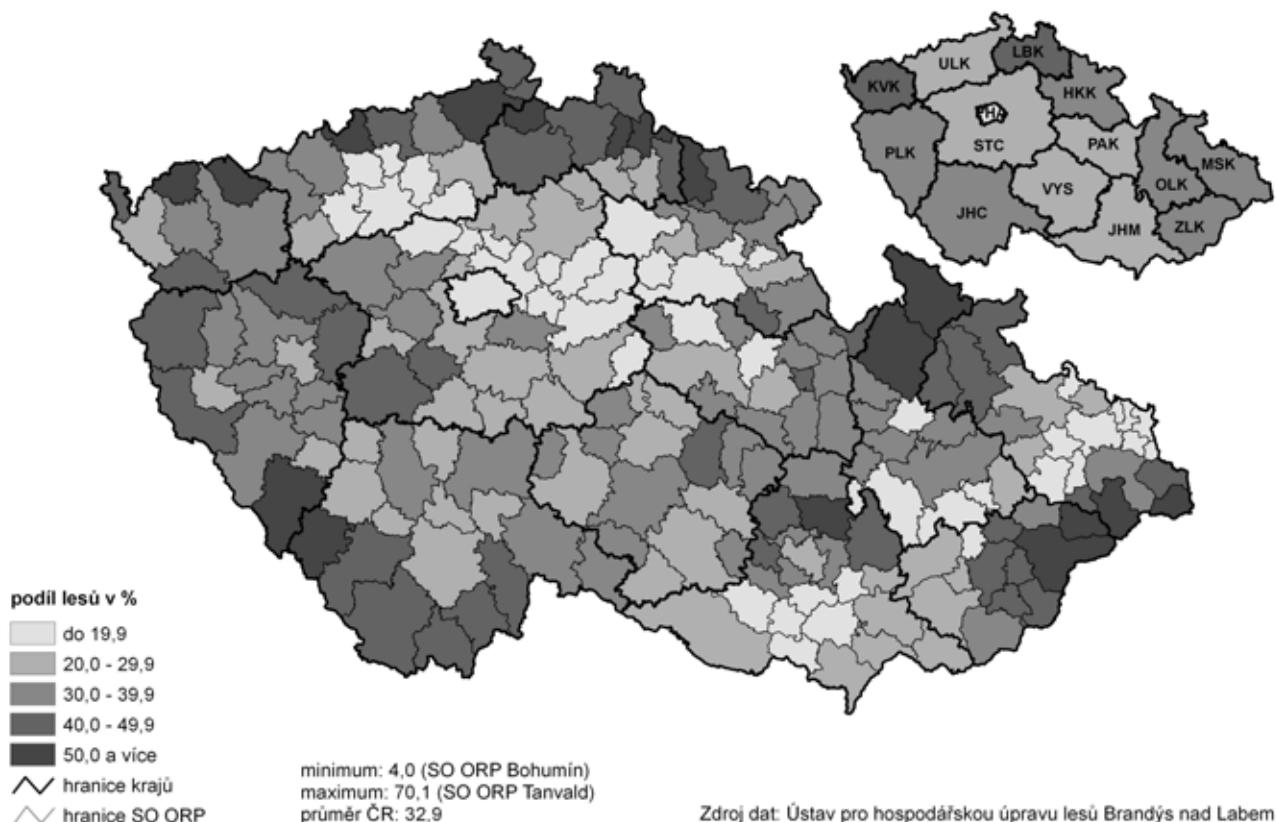 ULK
LBK
KVK
HKK
PHA
STC
PAK
PLK
MSK
OLK
VYS
JHC
ZLK
JHM
podíl lesů v %
do 19,9
20,0 - 29,9
30,0 - 39,9
40,0 - 49,9
50,0 a více
hranice krajů
hranice SO ORP
minimum: 4,0 (SO ORP Bohumín)
maximum: 70,1 (SO ORP Tanvald)
průměr ČR: 32,9
Zdroj dat: Ústav pro hospodářskou úpravu lesů Brandýs nad Labem